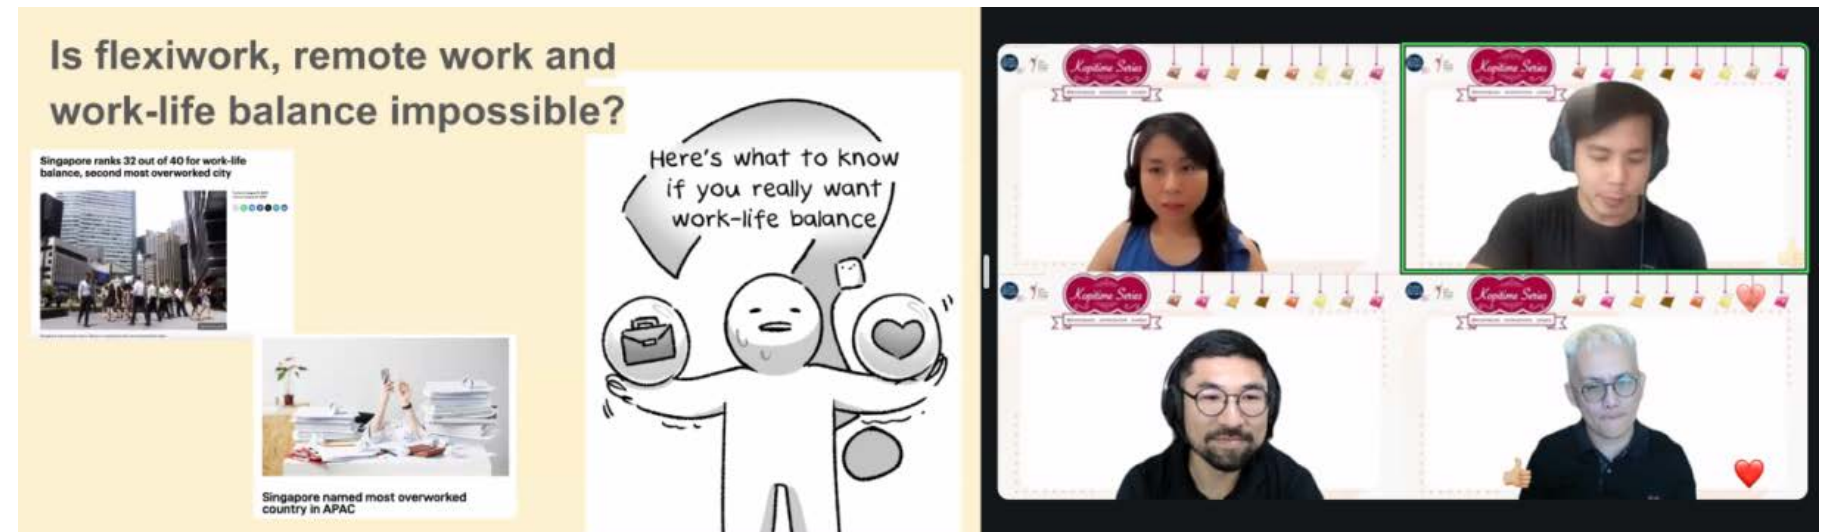 Is flexiwork, remote work and
work-life balance impossible?
Singapore ranks 32 out of 40 for work-life
balance, second most overworked city
Here's what to know
if you really want
work-life balance
Singapore named most overworked
country in APAC
Kopitime Series
Kopitime Series
Kopitime Series
Kopitime Series